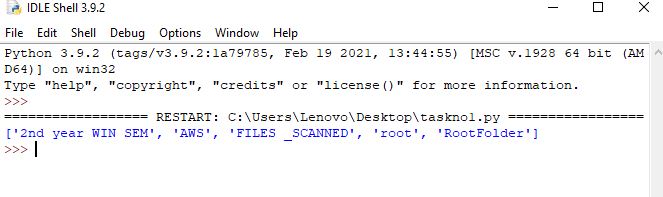 IDLE Shell 3.9.2
File Edit Shell Debug Options Window Help
Python 3.9.2 (tags/v3.9.2:1a79785, Feb 19 2021, 13:44:55) [MSC v.1928 64 bit (AM
D64)] on win32
Type "help", "copyright", "credits" or "license()" for more information.
>>>
================== RESTART: C:\Users\Lenovo\Desktop\taskno1.py =================
['2nd year WIN SEM', 'AWS', 'FILES _SCANNED', 'root', 'RootFolder']
>>>